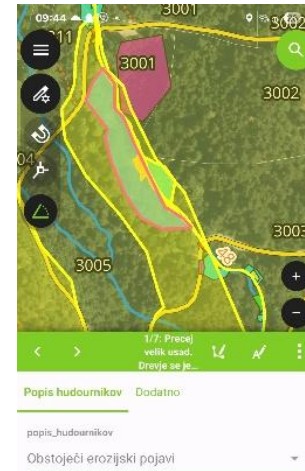 09:44
3001
3002
011
3001
3002
04
3003
3005
48
1/7: Precej
velik usad.
Drevje se je...
Popis hudournikov Dodatno
popis_hudournikov
Obstoječi erozijski pojavi